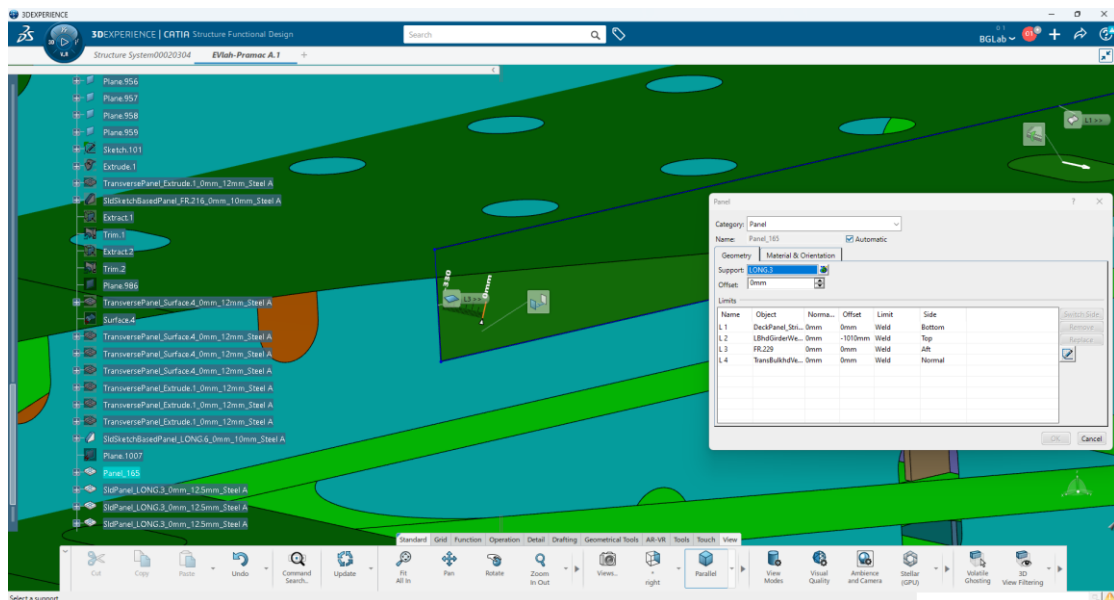 3DEXPERIENCE
3DEXPERIENCE | CATIA Structure Functional Design
Search
BGLab
Structure System00020304
EVlah-Pramac A.1
Plane.956
Plane.957
Plane.958
Plane.959
Sketch.101
Extrude.1
TransversePanel_Extrude.1_0mm_12mm_Steel A
SldSketchBasedPanel_FR.216_0mm_10mm_Steel A
Extract.1
Trim.1
Extract.2
Trim.2
Plane.986
TransversePanel_Surface.4_0mm_12mm_Steel A
Surface.4
TransversePanel_Surface.4_0mm_12mm_Steel A
TransversePanel_Surface.4_0mm_12mm_Steel A
TransversePanel_Surface.4_0mm_12mm_Steel A
TransversePanel_Extrude.1_0mm_12mm_Steel A
TransversePanel_Extrude.1_0mm_12mm_Steel A
TransversePanel_Extrude.1_0mm_12mm_Steel A
SldSketchBasedPanel_LONG.6_0mm_10mm_Steel A
Plane.1007
Panel_165
SldPanel_LONG.3_0mm_12.5mm_Steel A
SldPanel_LONG.3_0mm_12.5mm_Steel A
SldPanel_LONG.3_0mm_12.5mm_Steel A
L1 >>
330
0mm
L3 >>
Panel
Category: Panel
Name: Panel_165 Automatic
Geometry Material & Orientation
Support: LONG.3
Offset: 0mm
Limits
Name Object Norma... Offset Limit Side
L 1 DeckPanel_Stri... 0mm 0mm Weld Bottom
L 2 LBhdGirderWe... 0mm -1010mm Weld Top
L 3 FR.229 0mm 0mm Weld Aft
L 4 TransBulkhdVe... 0mm 0mm Weld Normal
Switch Side
Remove
Replace
OK Cancel
Standard Grid Function Operation Detail Drafting Geometrical Tools AR-VR Tools Touch View
Cut
Copy
Paste
Undo
Command Search...
Update
Fit All In
Pan
Rotate
Zoom In Out
Views...
* right
Parallel
View Modes
Visual Quality
Ambience and Camera
Stellar (GPU)
Volatile Ghosting
3D View Filtering
Select a support